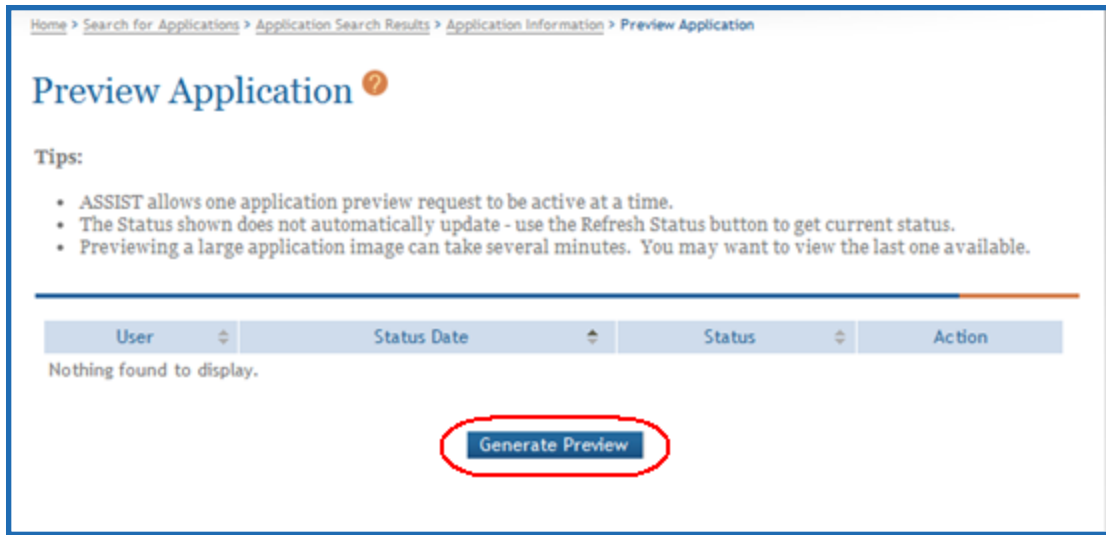 Home > Search for Applications > Application Search Results > Application Information > Preview Application
Preview Application ?
Tips:
• ASSIST allows one application preview request to be active at a time.
• The Status shown does not automatically update - use the Refresh Status button to get current status.
• Previewing a large application image can take several minutes.  You may want to view the last one available.
User Status Date Status Action
Nothing found to display.
Generate Preview